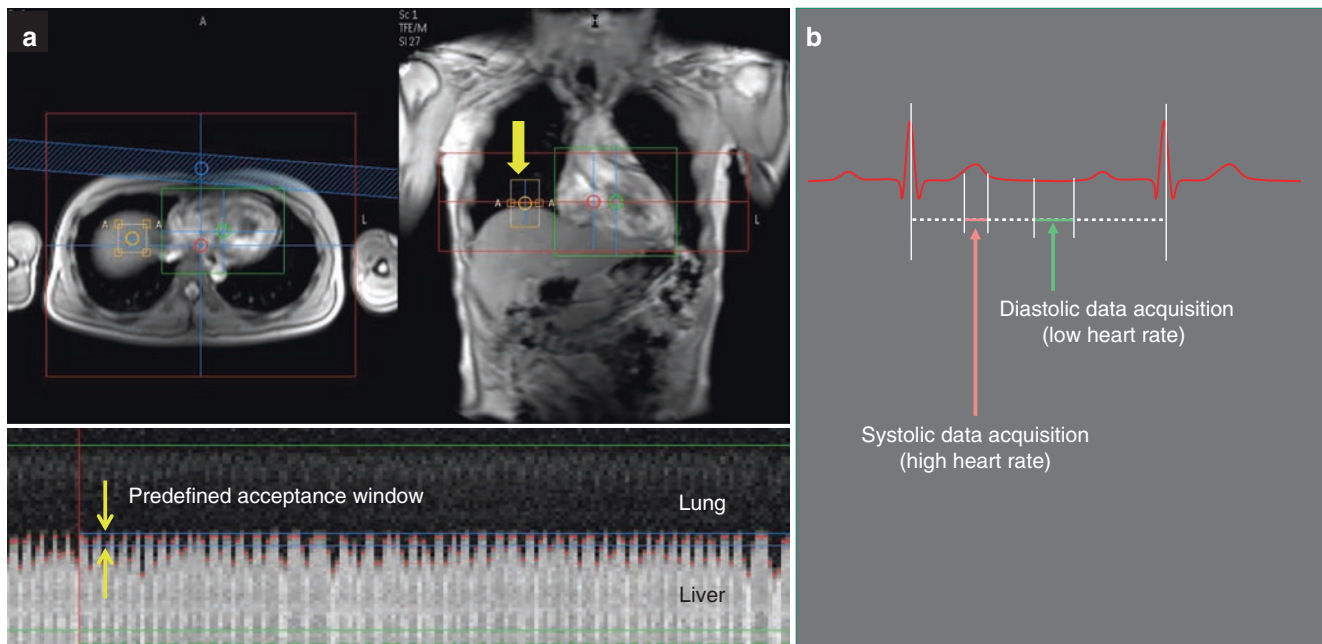 a
A
L
A
A
Sc 1
TFE/M
SI 27
H
A
A
L
Predefined acceptance window
Lung
Liver
b
Diastolic data acquisition
(low heart rate)
Systolic data acquisition
(high heart rate)